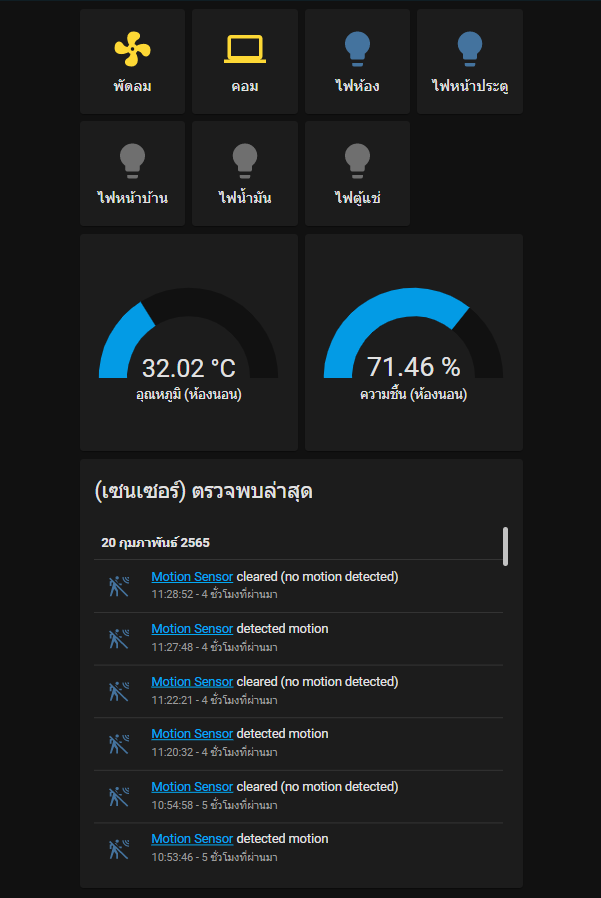 พัดลม
คอม
ไฟห้อง
ไฟหน้าประตู
ไฟหน้าบ้าน
ไฟน้ำมัน
ไฟตู้แช่
32.02 °C
อุณหภูมิ (ห้องนอน)
71.46 %
ความชื้น (ห้องนอน)
(เซนเซอร์) ตรวจพบล่าสุด
20 กุมภาพันธ์ 2565
Motion Sensor cleared (no motion detected)
11:28:52 - 4 ชั่วโมงที่ผ่านมา
Motion Sensor detected motion
11:27:48 - 4 ชั่วโมงที่ผ่านมา
Motion Sensor cleared (no motion detected)
11:22:21 - 4 ชั่วโมงที่ผ่านมา
Motion Sensor detected motion
11:20:32 - 4 ชั่วโมงที่ผ่านมา
Motion Sensor cleared (no motion detected)
10:54:58 - 5 ชั่วโมงที่ผ่านมา
Motion Sensor detected motion
10:53:46 - 5 ชั่วโมงที่ผ่านมา